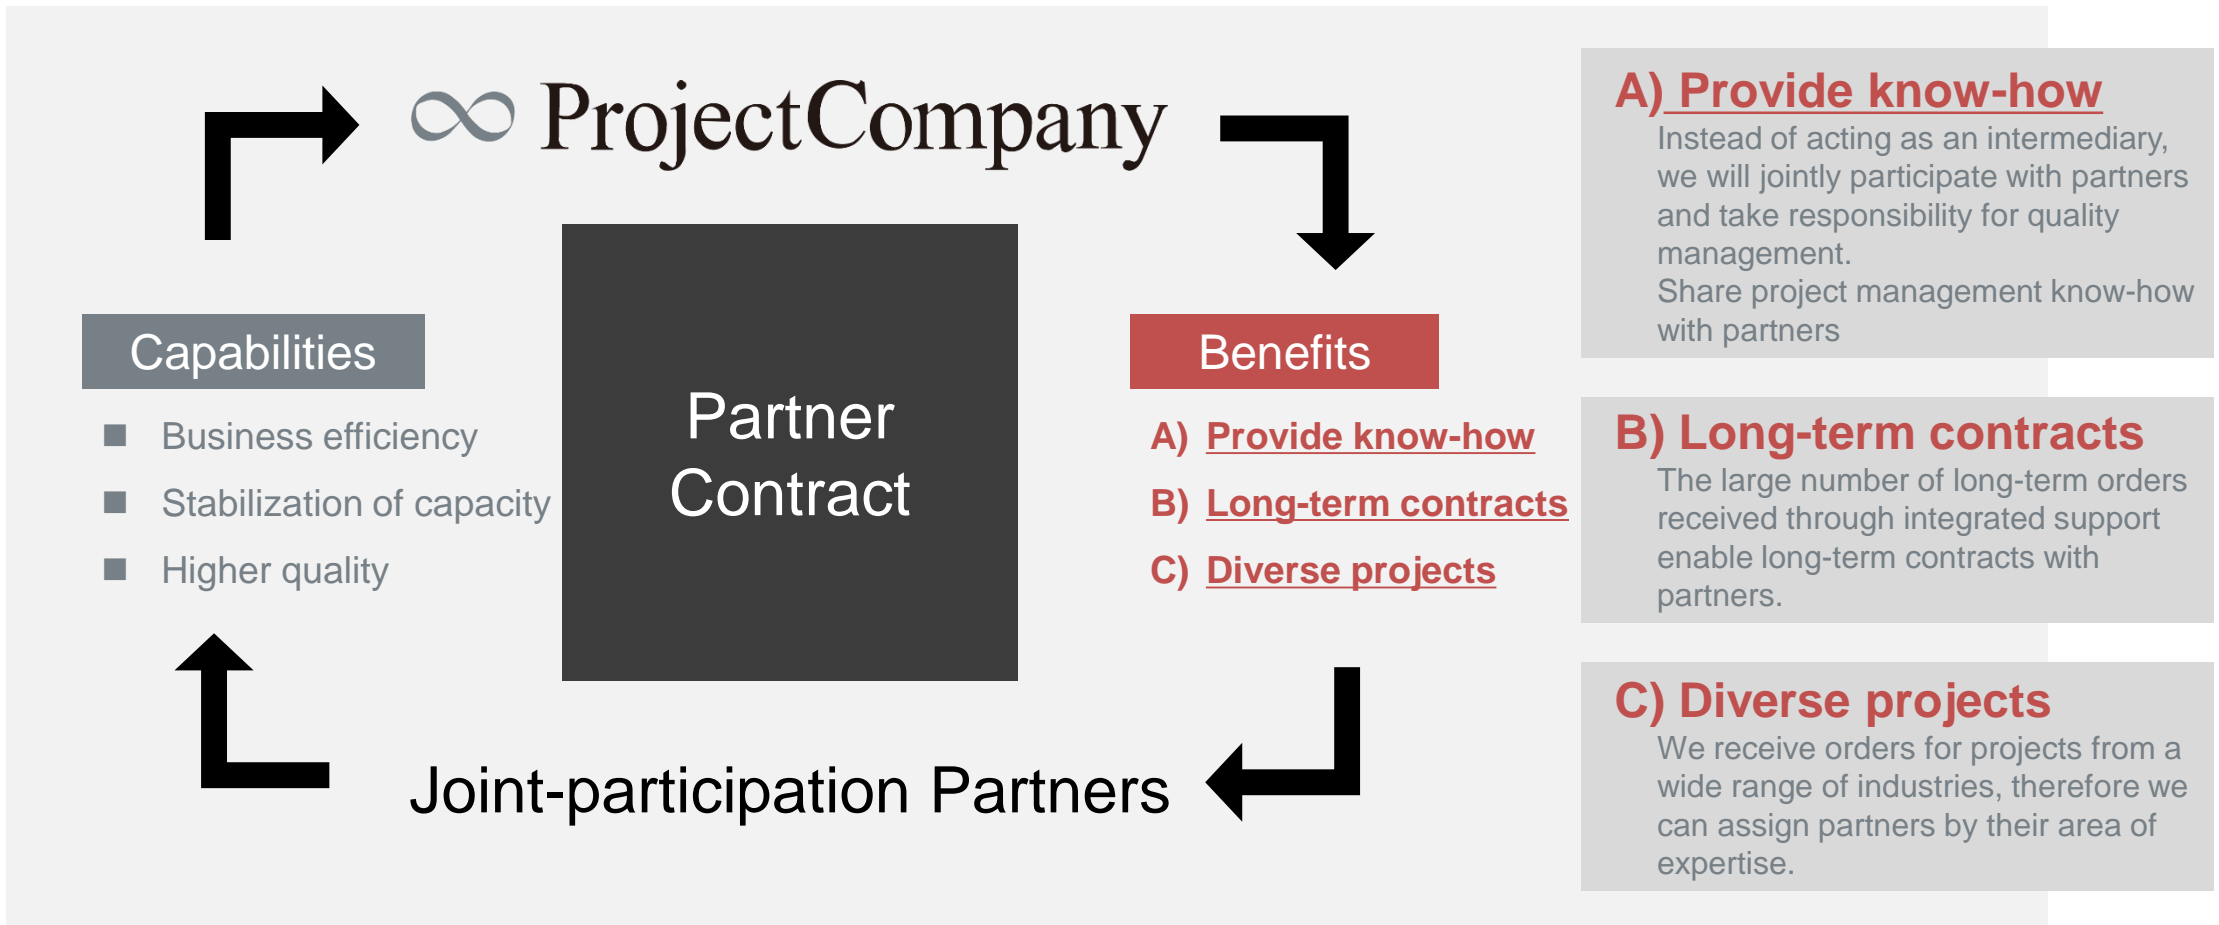 ProjectCompany
Capabilities
Business efficiency
Stabilization of capacity
Higher quality
Partner
Contract
Benefits
A) Provide know-how
B) Long-term contracts
C) Diverse projects
Joint-participation Partners
A) Provide know-how
Instead of acting as an intermediary,
we will jointly participate with partners
and take responsibility for quality
management.
Share project management know-how
with partners
B) Long-term contracts
The large number of long-term orders
received through integrated support
enable long-term contracts with
partners.
C) Diverse projects
We receive orders for projects from a
wide range of industries, therefore we
can assign partners by their area of
expertise.